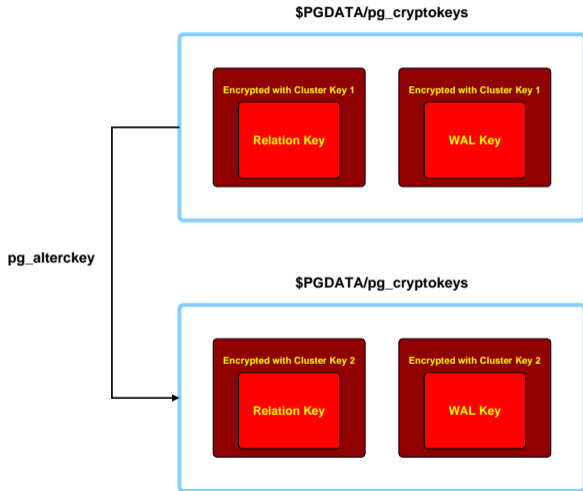 $PGDATA/pg_cryptokeys
Encrypted with Cluster Key 1
Relation Key
Encrypted with Cluster Key 1
WAL Key
pg_alterckey
$PGDATA/pg_cryptokeys
Encrypted with Cluster Key 2
Relation Key
Encrypted with Cluster Key 2
WAL Key